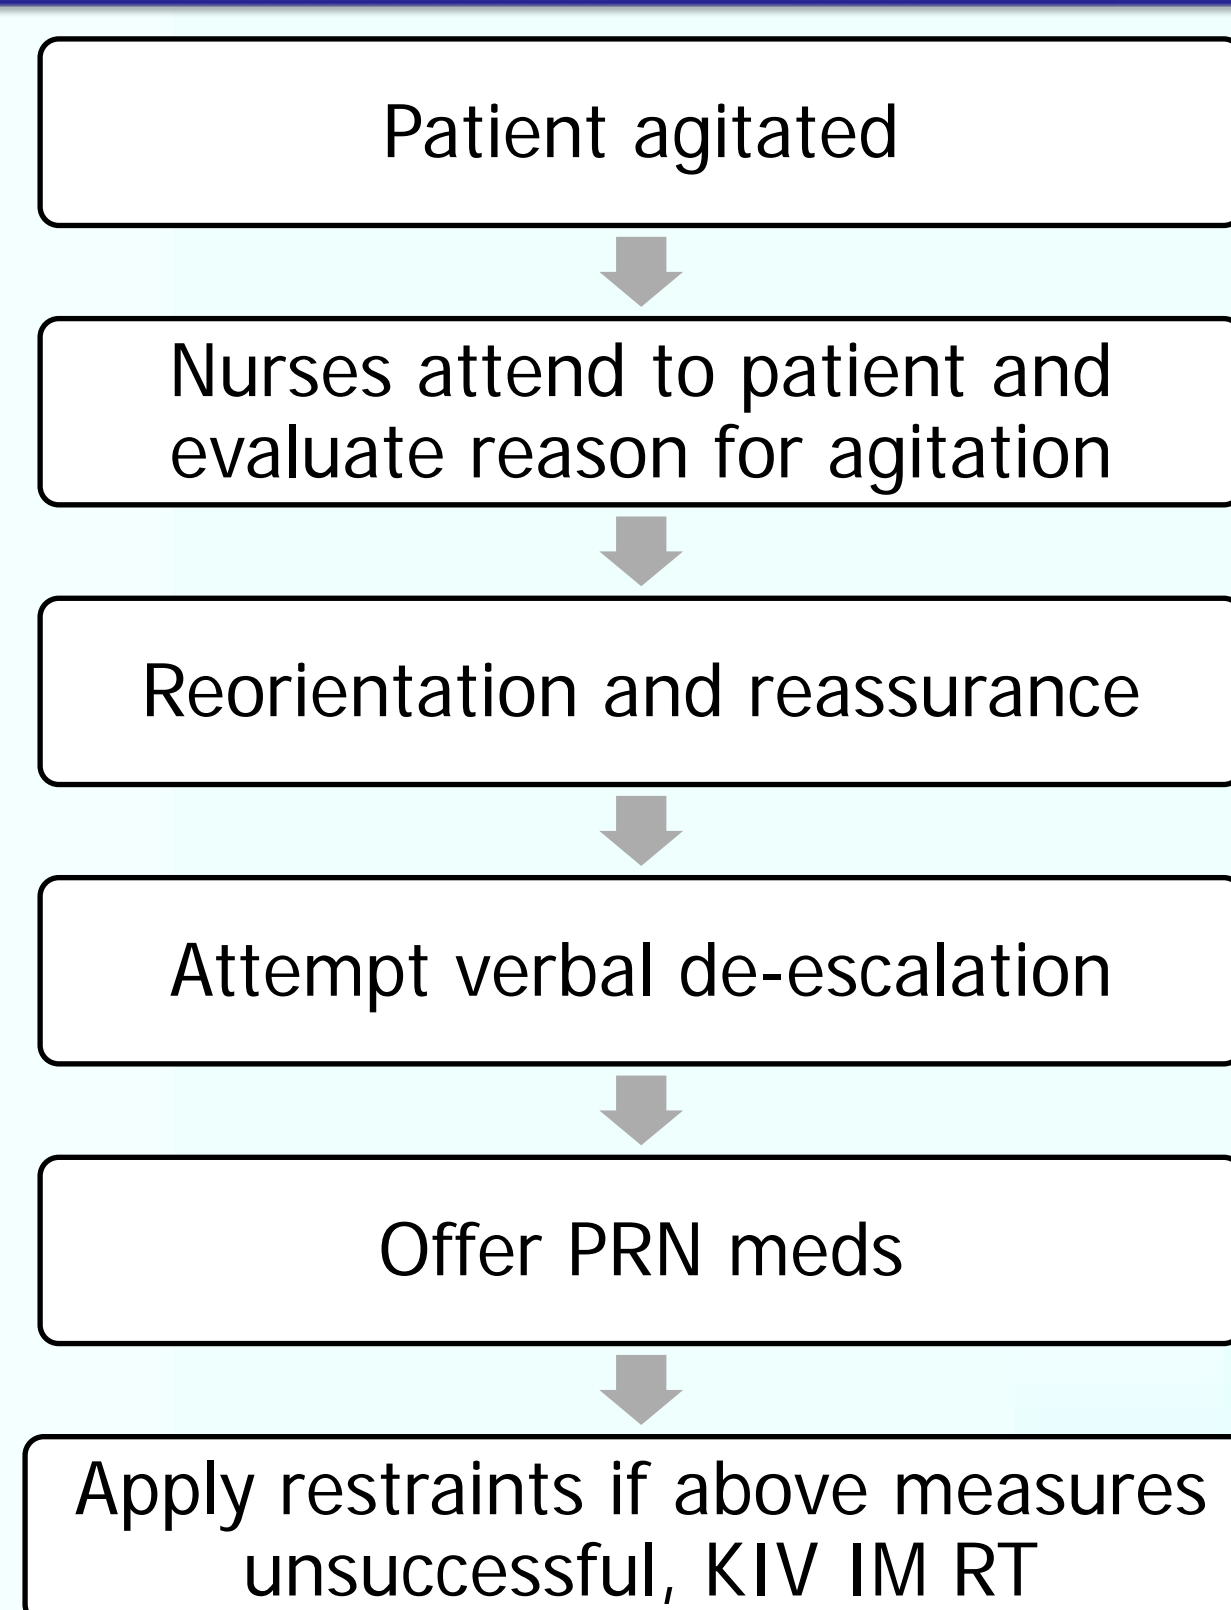 Patient agitated
Nurses attend to patient and
evaluate reason for agitation
Reorientation and reassurance
Attempt verbal de-escalation
Offer PRN meds
Apply restraints if above measures
unsuccessful, KIV IM RT